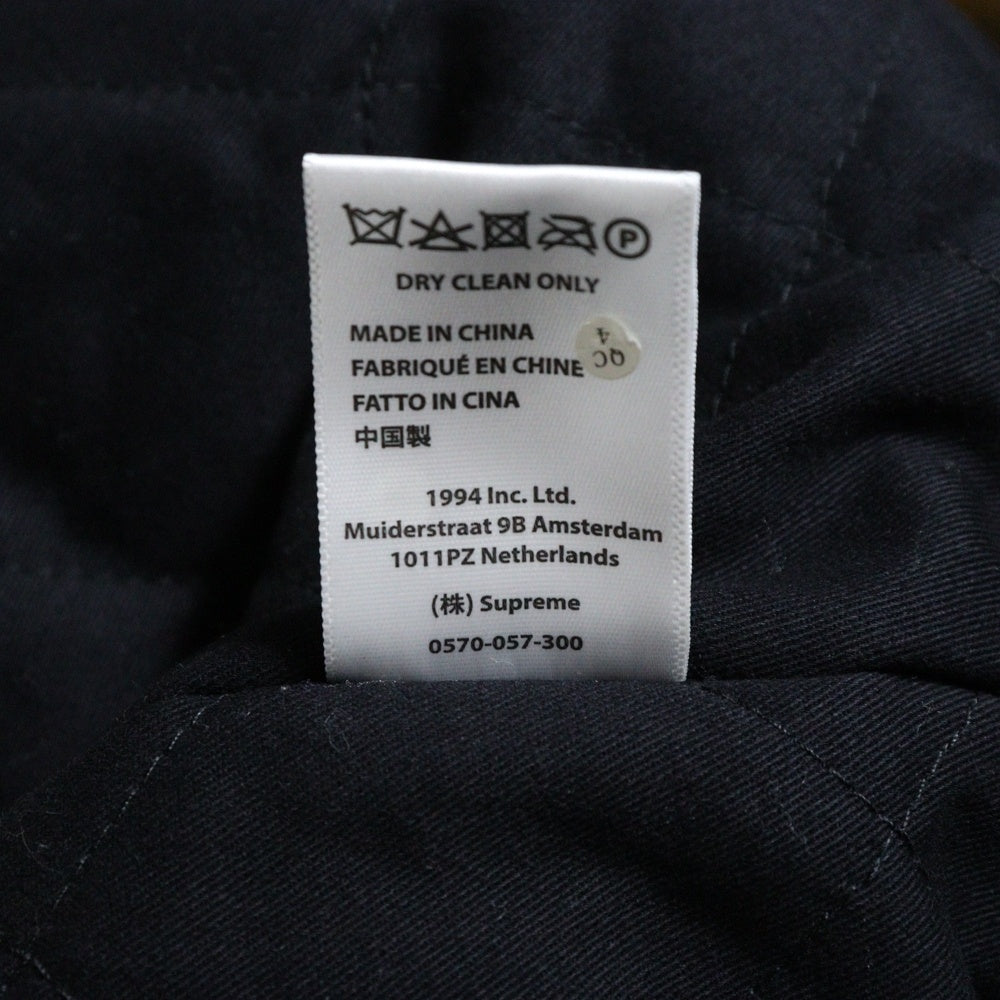 P
DRY CLEAN ONLY
MADE IN CHINA
FABRIQUÉ EN CHINE
FATTO IN CINA
中国製
QC
4
1994 Inc. Ltd.
Muiderstraat 9B Amsterdam
1011PZ Netherlands
(株) Supreme
0570-057-300